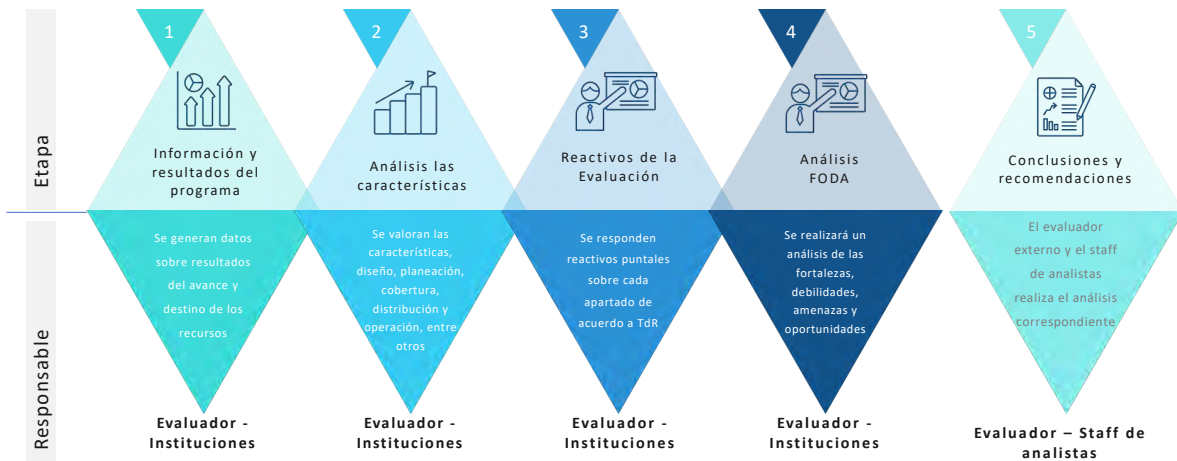 1
2
3
4
5
Etapa
Información y
resultados del
programa
Análisis las
características
Reactivos de la
Evaluación
Análisis
FODA
Conclusiones y
recomendaciones
Responsable
Se generan datos
sobre resultados
del avance y
destino de los
recursos
Se valoran las
características,
diseño, planeación,
cobertura,
distribución y
operación, entre
otros
Se responden
reactivos puntales
sobre cada
apartado de
acuerdo a TdR
Se realizará un
análisis de las
fortalezas,
debilidades,
amenazas y
oportunidades
El evaluador
externo y el staff
de analistas
realiza el análisis
correspondiente
Evaluador -
Instituciones
Evaluador -
Instituciones
Evaluador -
Instituciones
Evaluador -
Instituciones
Evaluador – Staff de
analistas